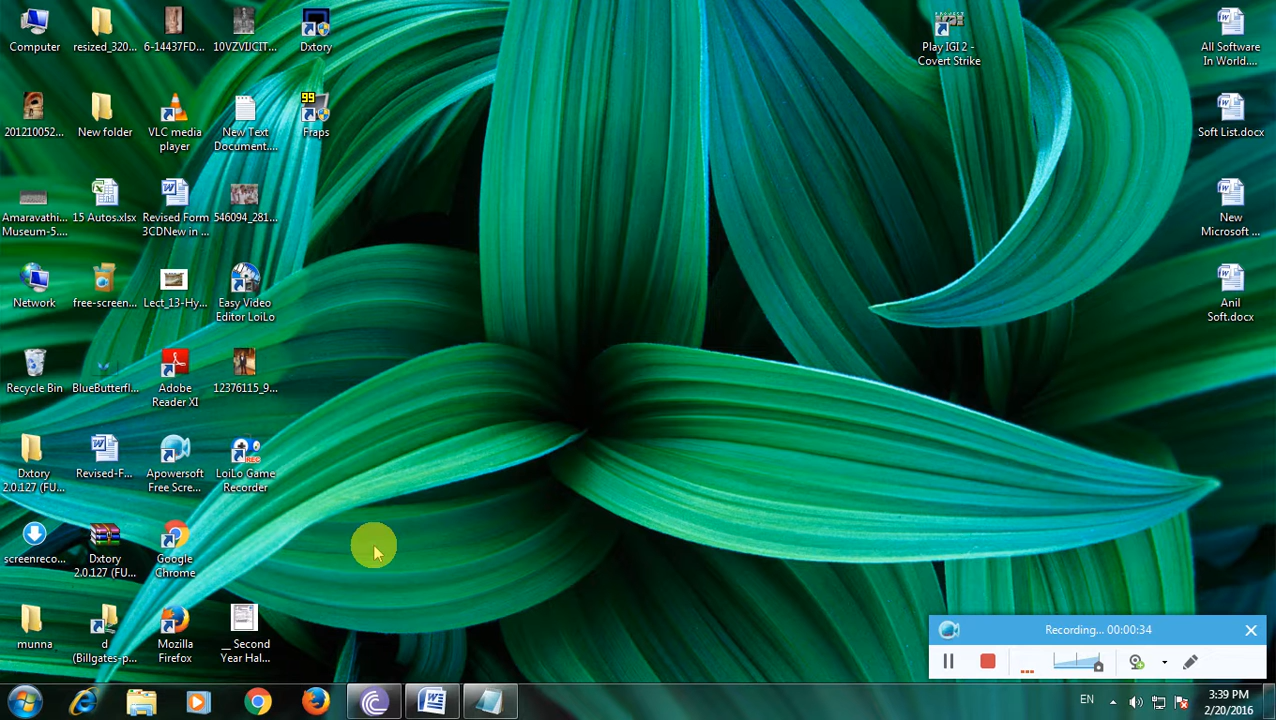 Computer
resized_320...
6-14437FD...
10VZVIJCIT...
Dxtory
Play IGI 2 -
Covert Strike
All Software
In World....
201210052...
New folder
VLC media
player
New Text
Document....
99
Fraps
Soft List.docx
Amaravathi...
Museum-5....
15 Autos.xlsx
Revised Form
3CDNew in ...
546094_281...
New
Microsoft ...
Network
free-screen...
Lect_13-Hy...
Easy Video
Editor LoiLo
Anil
Soft.docx
Recycle Bin
BlueButterfl...
Adobe
Reader XI
12376115_9...
Dxtory
2.0.127 (FU...
Revised-F...
Apowersoft
Free Scre...
REC
LoiLo Game
Recorder
screenreco...
Dxtory
2.0.127 (FU...
Google
Chrome
munna
d
(Billgates-p...
Mozilla
Firefox
__ Second
Year Hal...
Recording... 00:00:34
EN
3:39 PM
2/20/2016